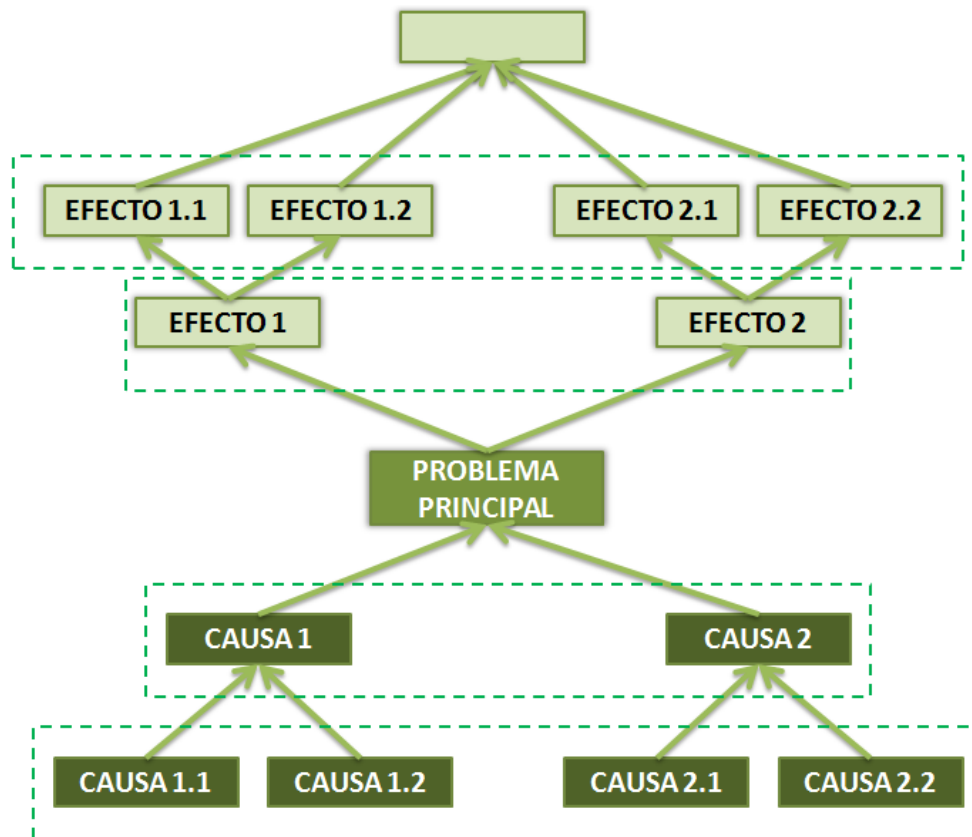 EFECTO 1.1
EFECTO 1.2
EFECTO 2.1
EFECTO 2.2
EFECTO 1
EFECTO 2
PROBLEMA
PRINCIPAL
CAUSA 1
CAUSA 2
CAUSA 1.1
CAUSA 1.2
CAUSA 2.1
CAUSA 2.2